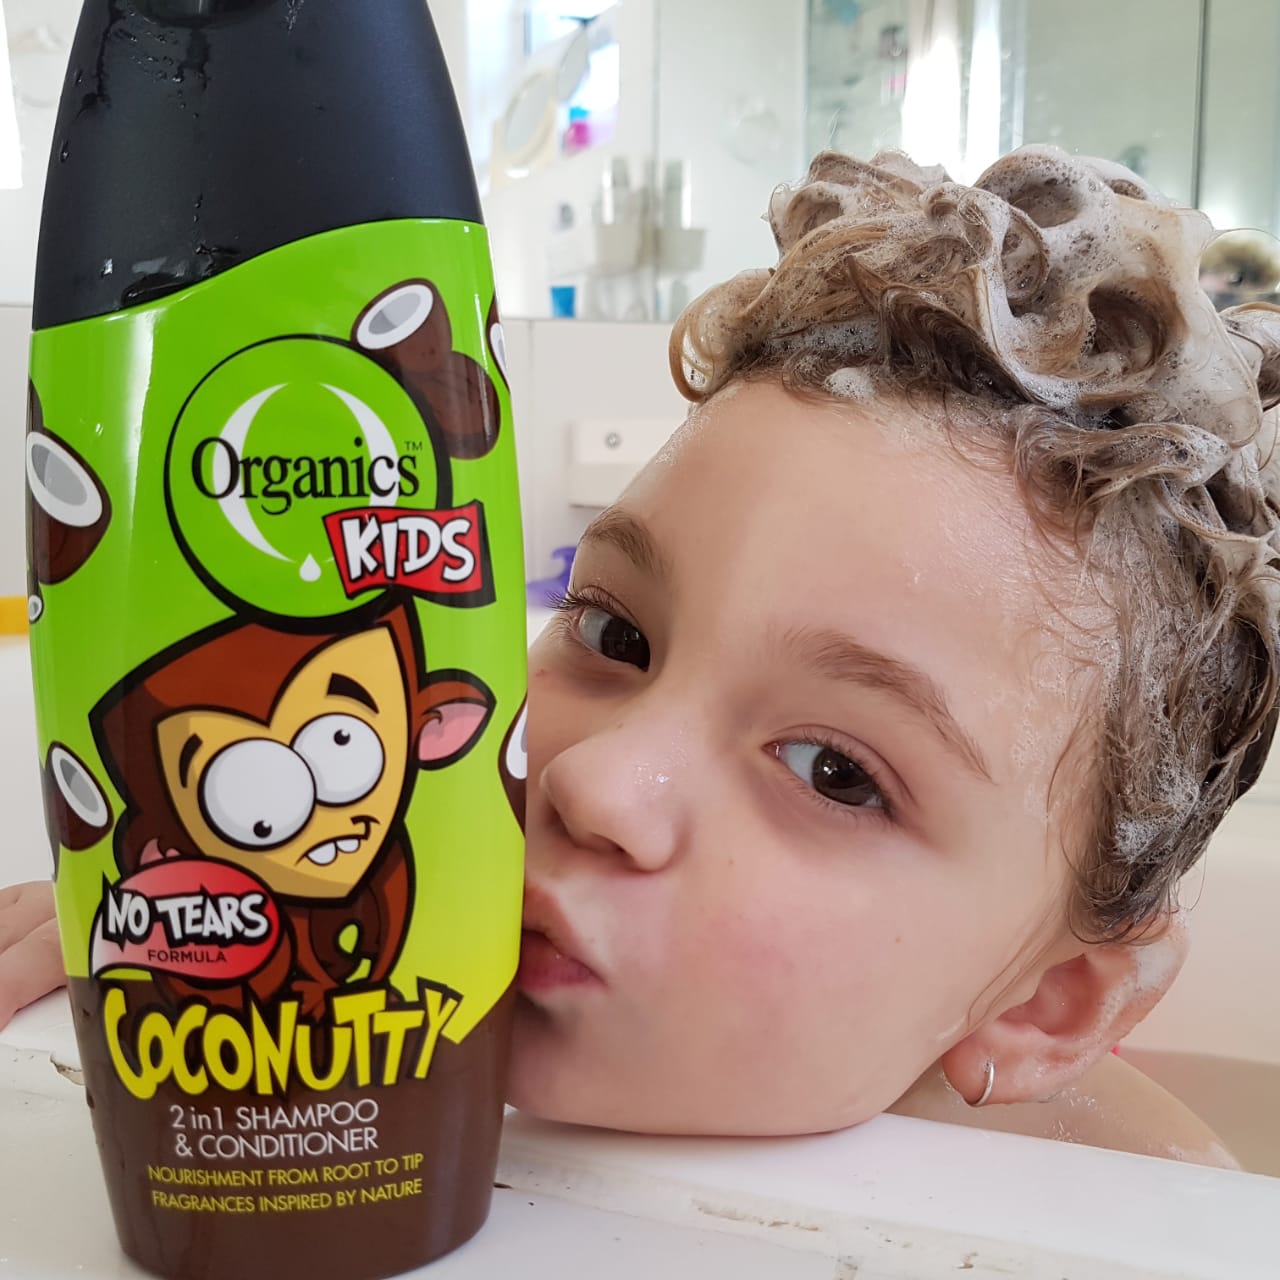 Organics™
KIDS
NO TEARS
FORMULA
COCONUTTY
2 in1 SHAMPOO
& CONDITIONER
NOURISHMENT FROM ROOT TO TIP
FRAGRANCES INSPIRED BY NATURE